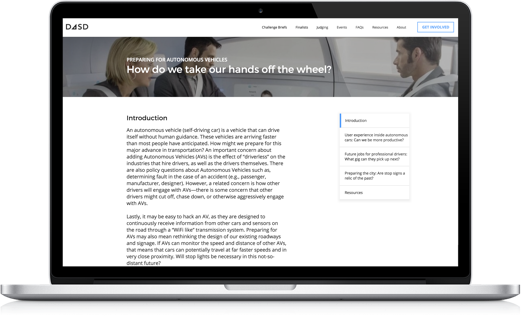 D4SD
Challenge Briefs Finalists Judging Events FAQs Resources About GET INVOLVED
PREPARING FOR AUTONOMOUS VEHICLES
How do we take our hands off the wheel?
Introduction
An autonomous vehicle (self-driving car) is a vehicle that can drive
itself without human guidance. These vehicles are arriving faster
than most people have anticipated. How might we prepare for this
major advance in transportation? An important concern about
adding Autonomous Vehicles (AVs) is the effect of "driverless" on the
industries that hire drivers, as well as the drivers themselves. There
are also policy questions about Autonomous Vehicles such as,
determining fault in the case of an accident (e.g., passenger,
manufacturer, designer). However, a related concern is how other
drivers will engage with AVs—there is some concern that other
drivers might cut off, chase down, or otherwise aggressively engage
with AVs.
Lastly, it may be easy to hack an AV, as they are designed to
continuously receive information from other cars and sensors on
the road through a "WiFi like" transmission system. Preparing for
AVs may also mean rethinking the design of our existing roadways
and signage. If AVs can monitor the speed and distance of other AVs,
that means that cars can potentially travel at far faster speeds and in
very close proximity. Will stop lights be necessary in this not-so-
distant future?
Introduction
User experience inside autonomous
cars: Can we be more productive?
Future jobs for professional drivers:
What gig can they pick up next?
Preparing the city: Are stop signs a
relic of the past?
Resources